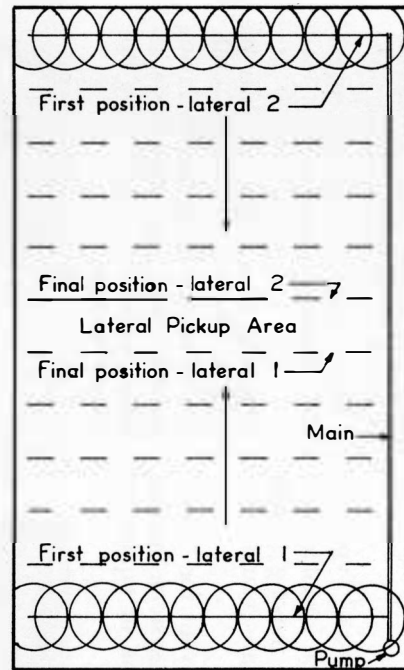 First position - lateral 2
Final position - lateral 2
Lateral Pickup Area
Final position - lateral 1
Main
First position - lateral 1
Pump